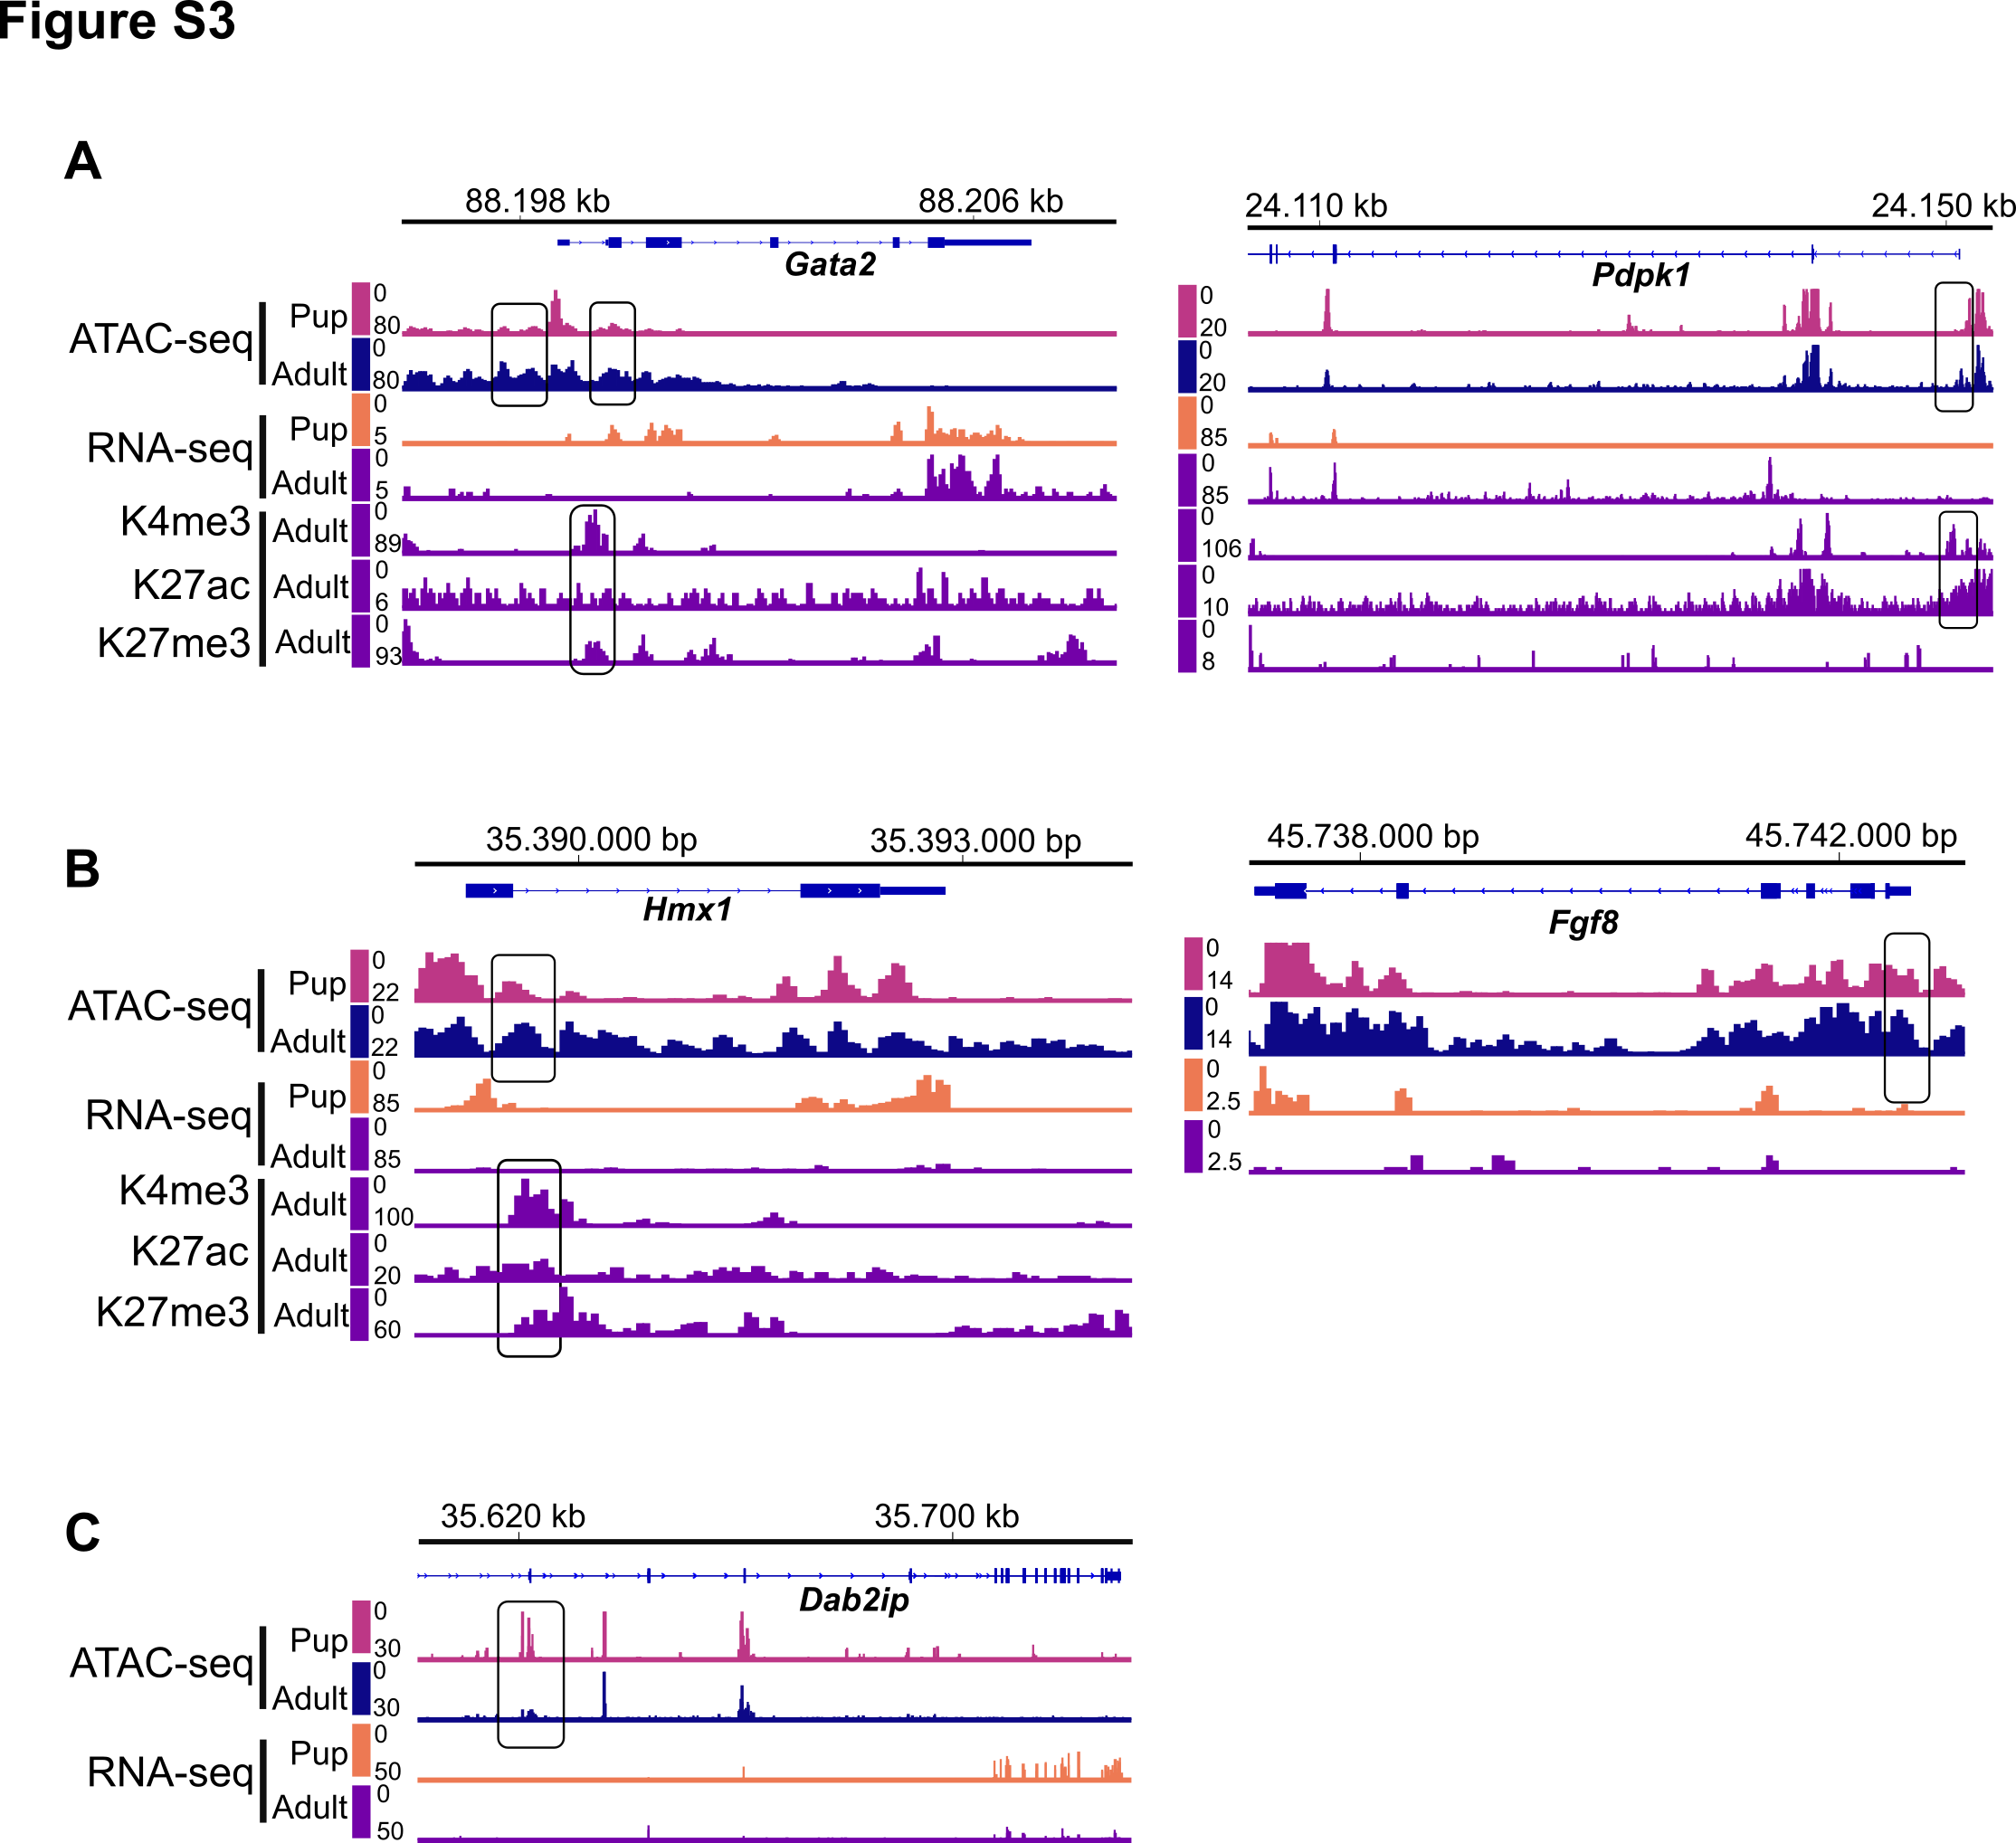 Figure S3
A
88.198 kb 88.206 kb
Gata2
ATAC-seq
Pup
0
80
Adult
0
80
RNA-seq
Pup
0
5
Adult
0
5
K4me3
Adult
0
89
K27ac
Adult
0
6
K27me3
Adult
0
93
24.110 kb 24.150 kb
Pdpk1
0
20
0
20
0
85
0
85
0
106
0
10
0
8
B
35.390.000 bp 35.393.000 bp
Hmx1
ATAC-seq
Pup
0
22
Adult
0
22
RNA-seq
Pup
0
85
Adult
0
85
K4me3
Adult
0
100
K27ac
Adult
0
20
K27me3
Adult
0
60
45.738.000 bp 45.742.000 bp
Fgf8
0
14
0
14
0
2.5
0
2.5
C
35.620 kb 35.700 kb
Dab2ip
ATAC-seq
Pup
0
30
Adult
0
30
RNA-seq
Pup
0
50
Adult
0
50